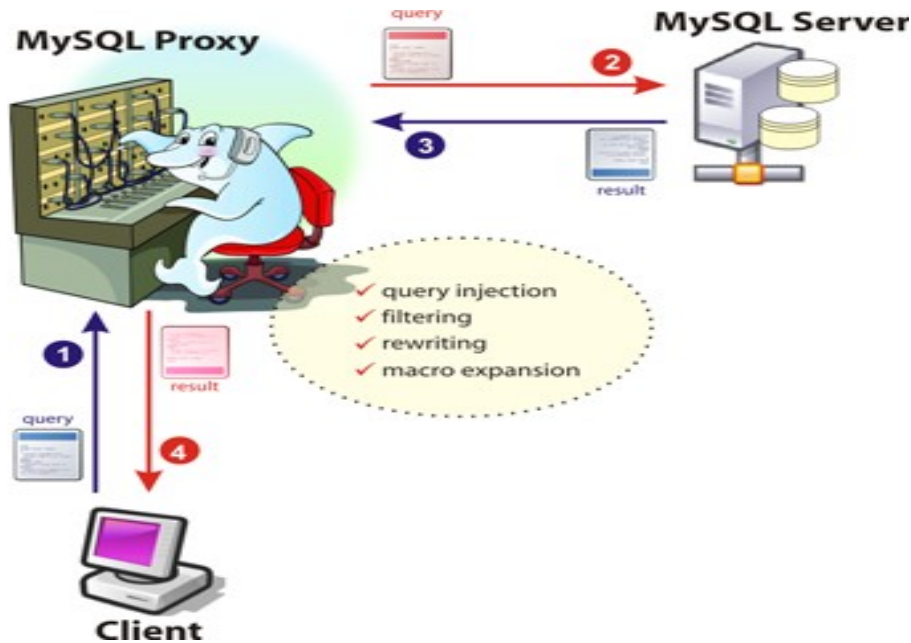 query
MySQL Proxy
MySQL Server
2
3
result
✓ query injection
✓ filtering
✓ rewriting
✓ macro expansion
1
result
query
4
Client